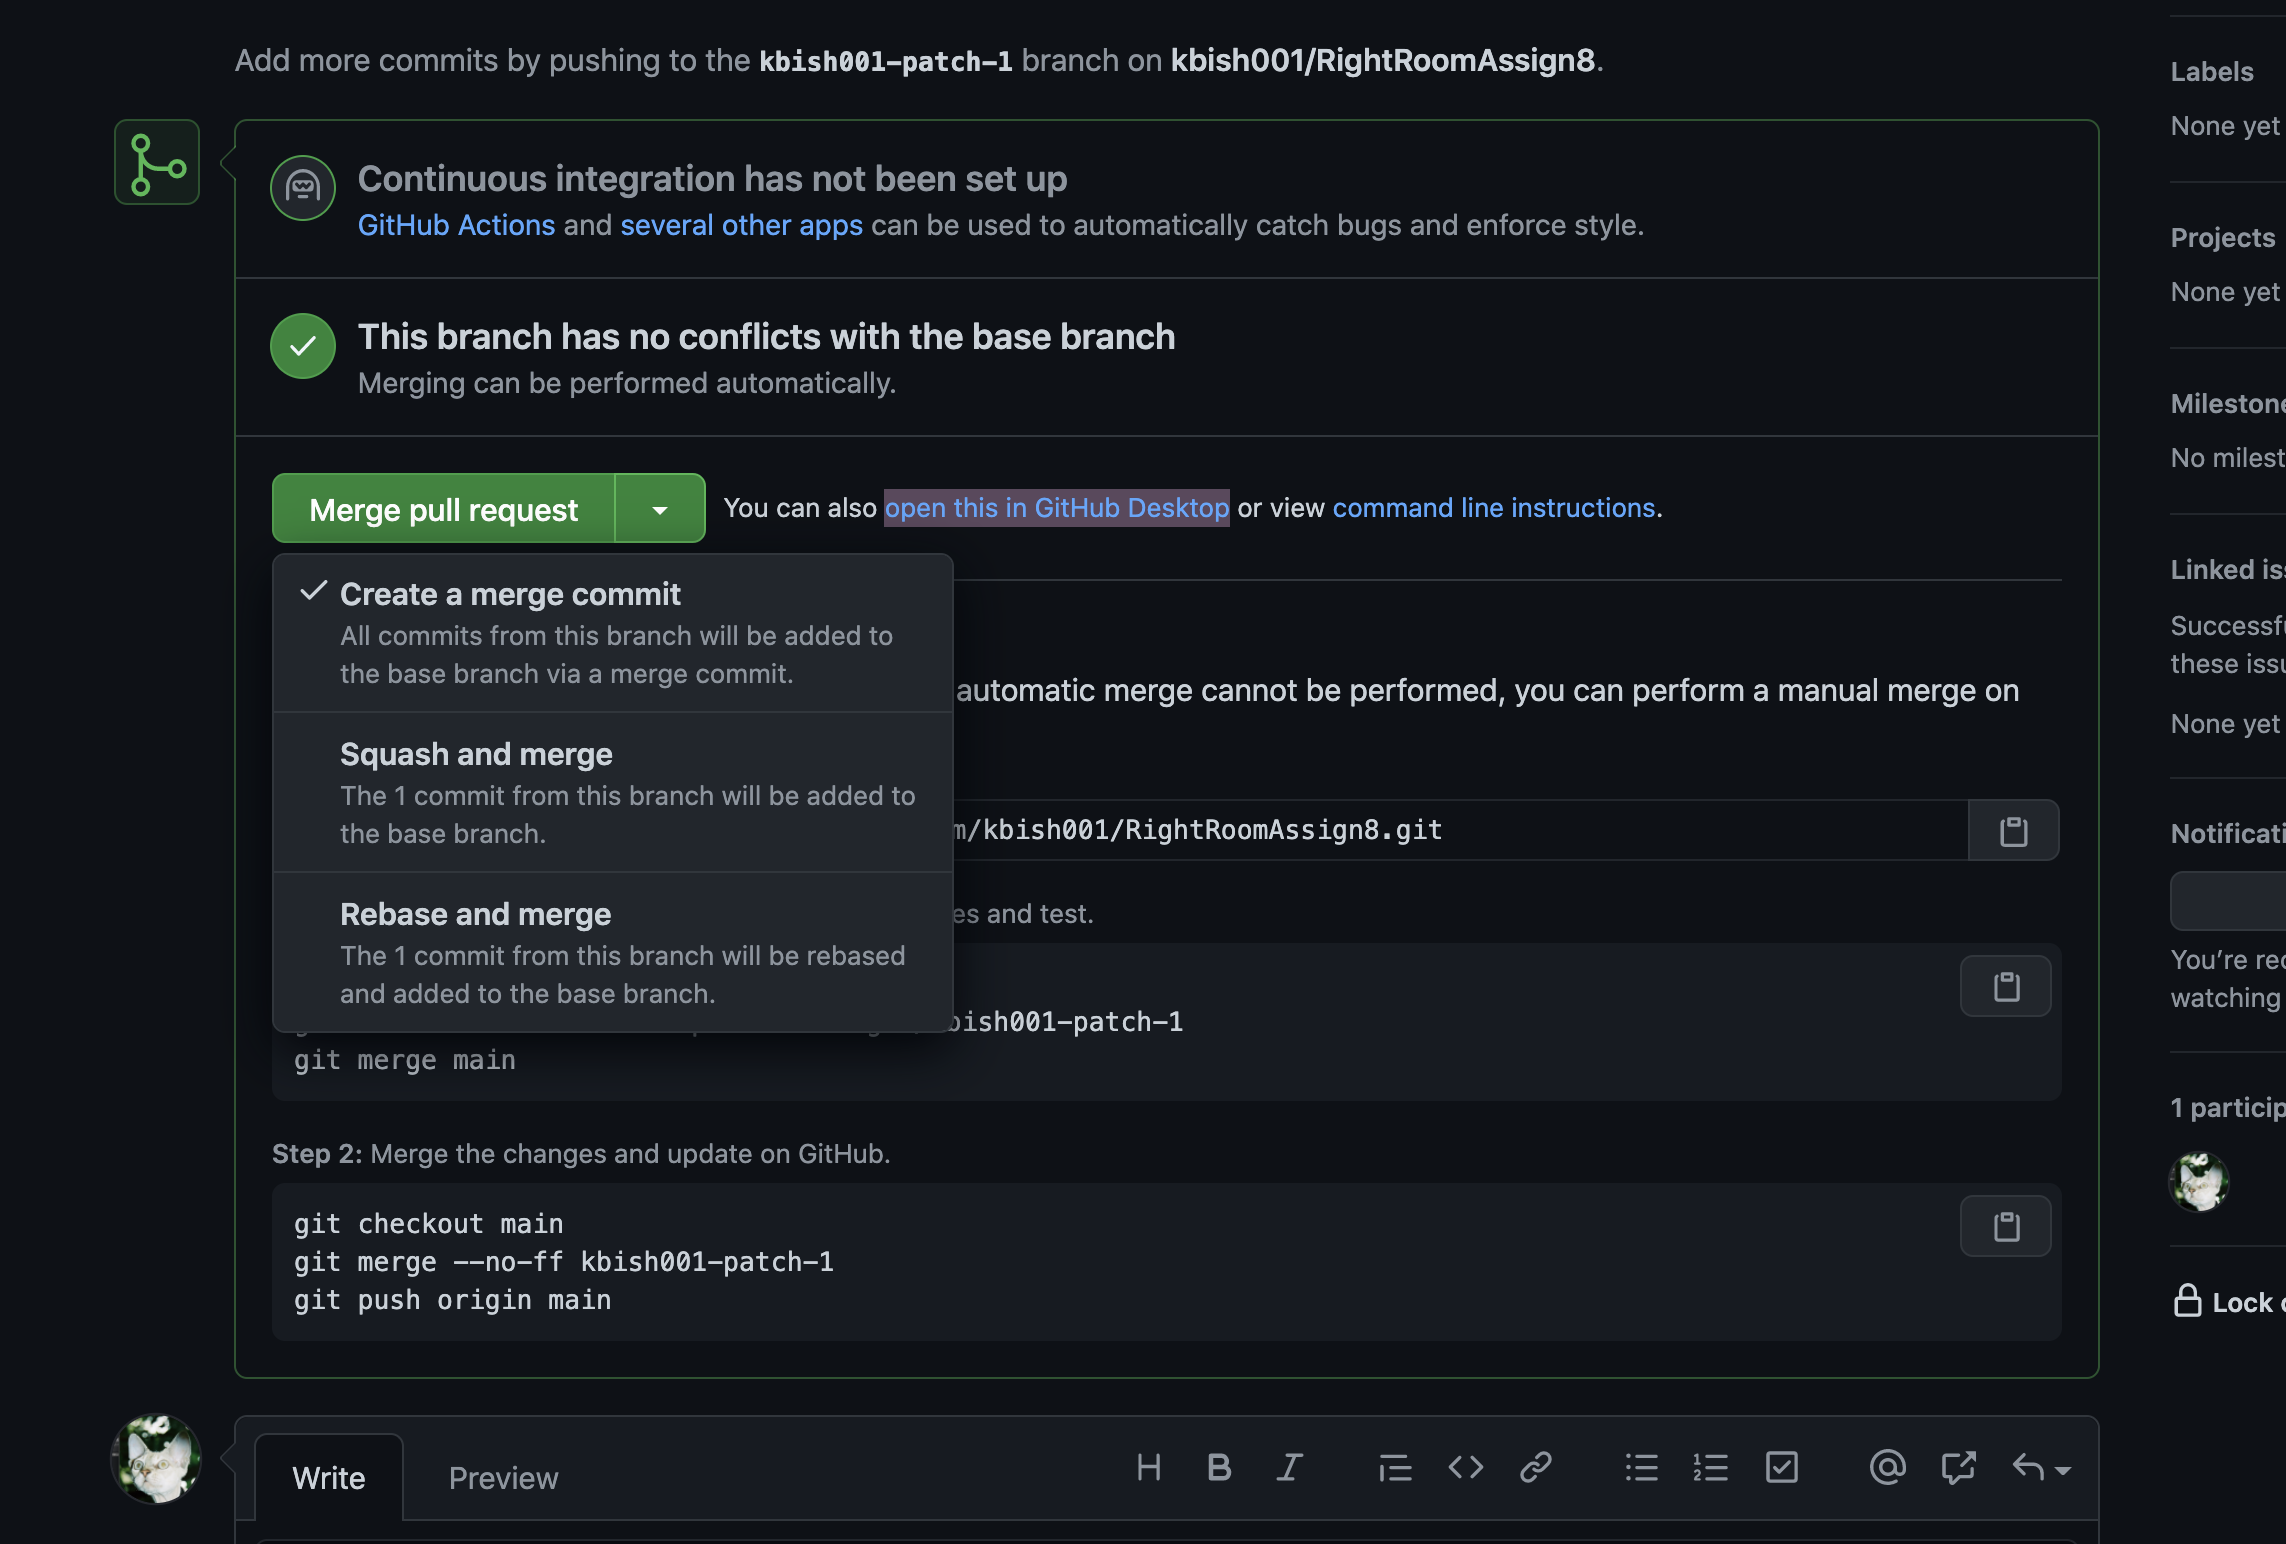 Add more commits by pushing to the kbish001-patch-1 branch on kbish001/RightRoomAssign8.
Continuous integration has not been set up
GitHub Actions and several other apps can be used to automatically catch bugs and enforce style.
This branch has no conflicts with the base branch
Merging can be performed automatically.
Merge pull request
You can also open this in GitHub Desktop or view command line instructions.
Create a merge commit
All commits from this branch will be added to
the base branch via a merge commit.
Squash and merge
The 1 commit from this branch will be added to
the base branch.
Rebase and merge
The 1 commit from this branch will be rebased
and added to the base branch.
automatic merge cannot be performed, you can perform a manual merge on
m/kbish001/RightRoomAssign8.git
es and test.
bish001-patch-1
git merge main
Step 2: Merge the changes and update on GitHub.
git checkout main
git merge --no-ff kbish001-patch-1
git push origin main
Write
Preview
Labels
None yet
Projects
None yet
Milestone
No milest
Linked iss
Successfu
these issu
None yet
Notificati
You're rec
watching
1 particip
Lock